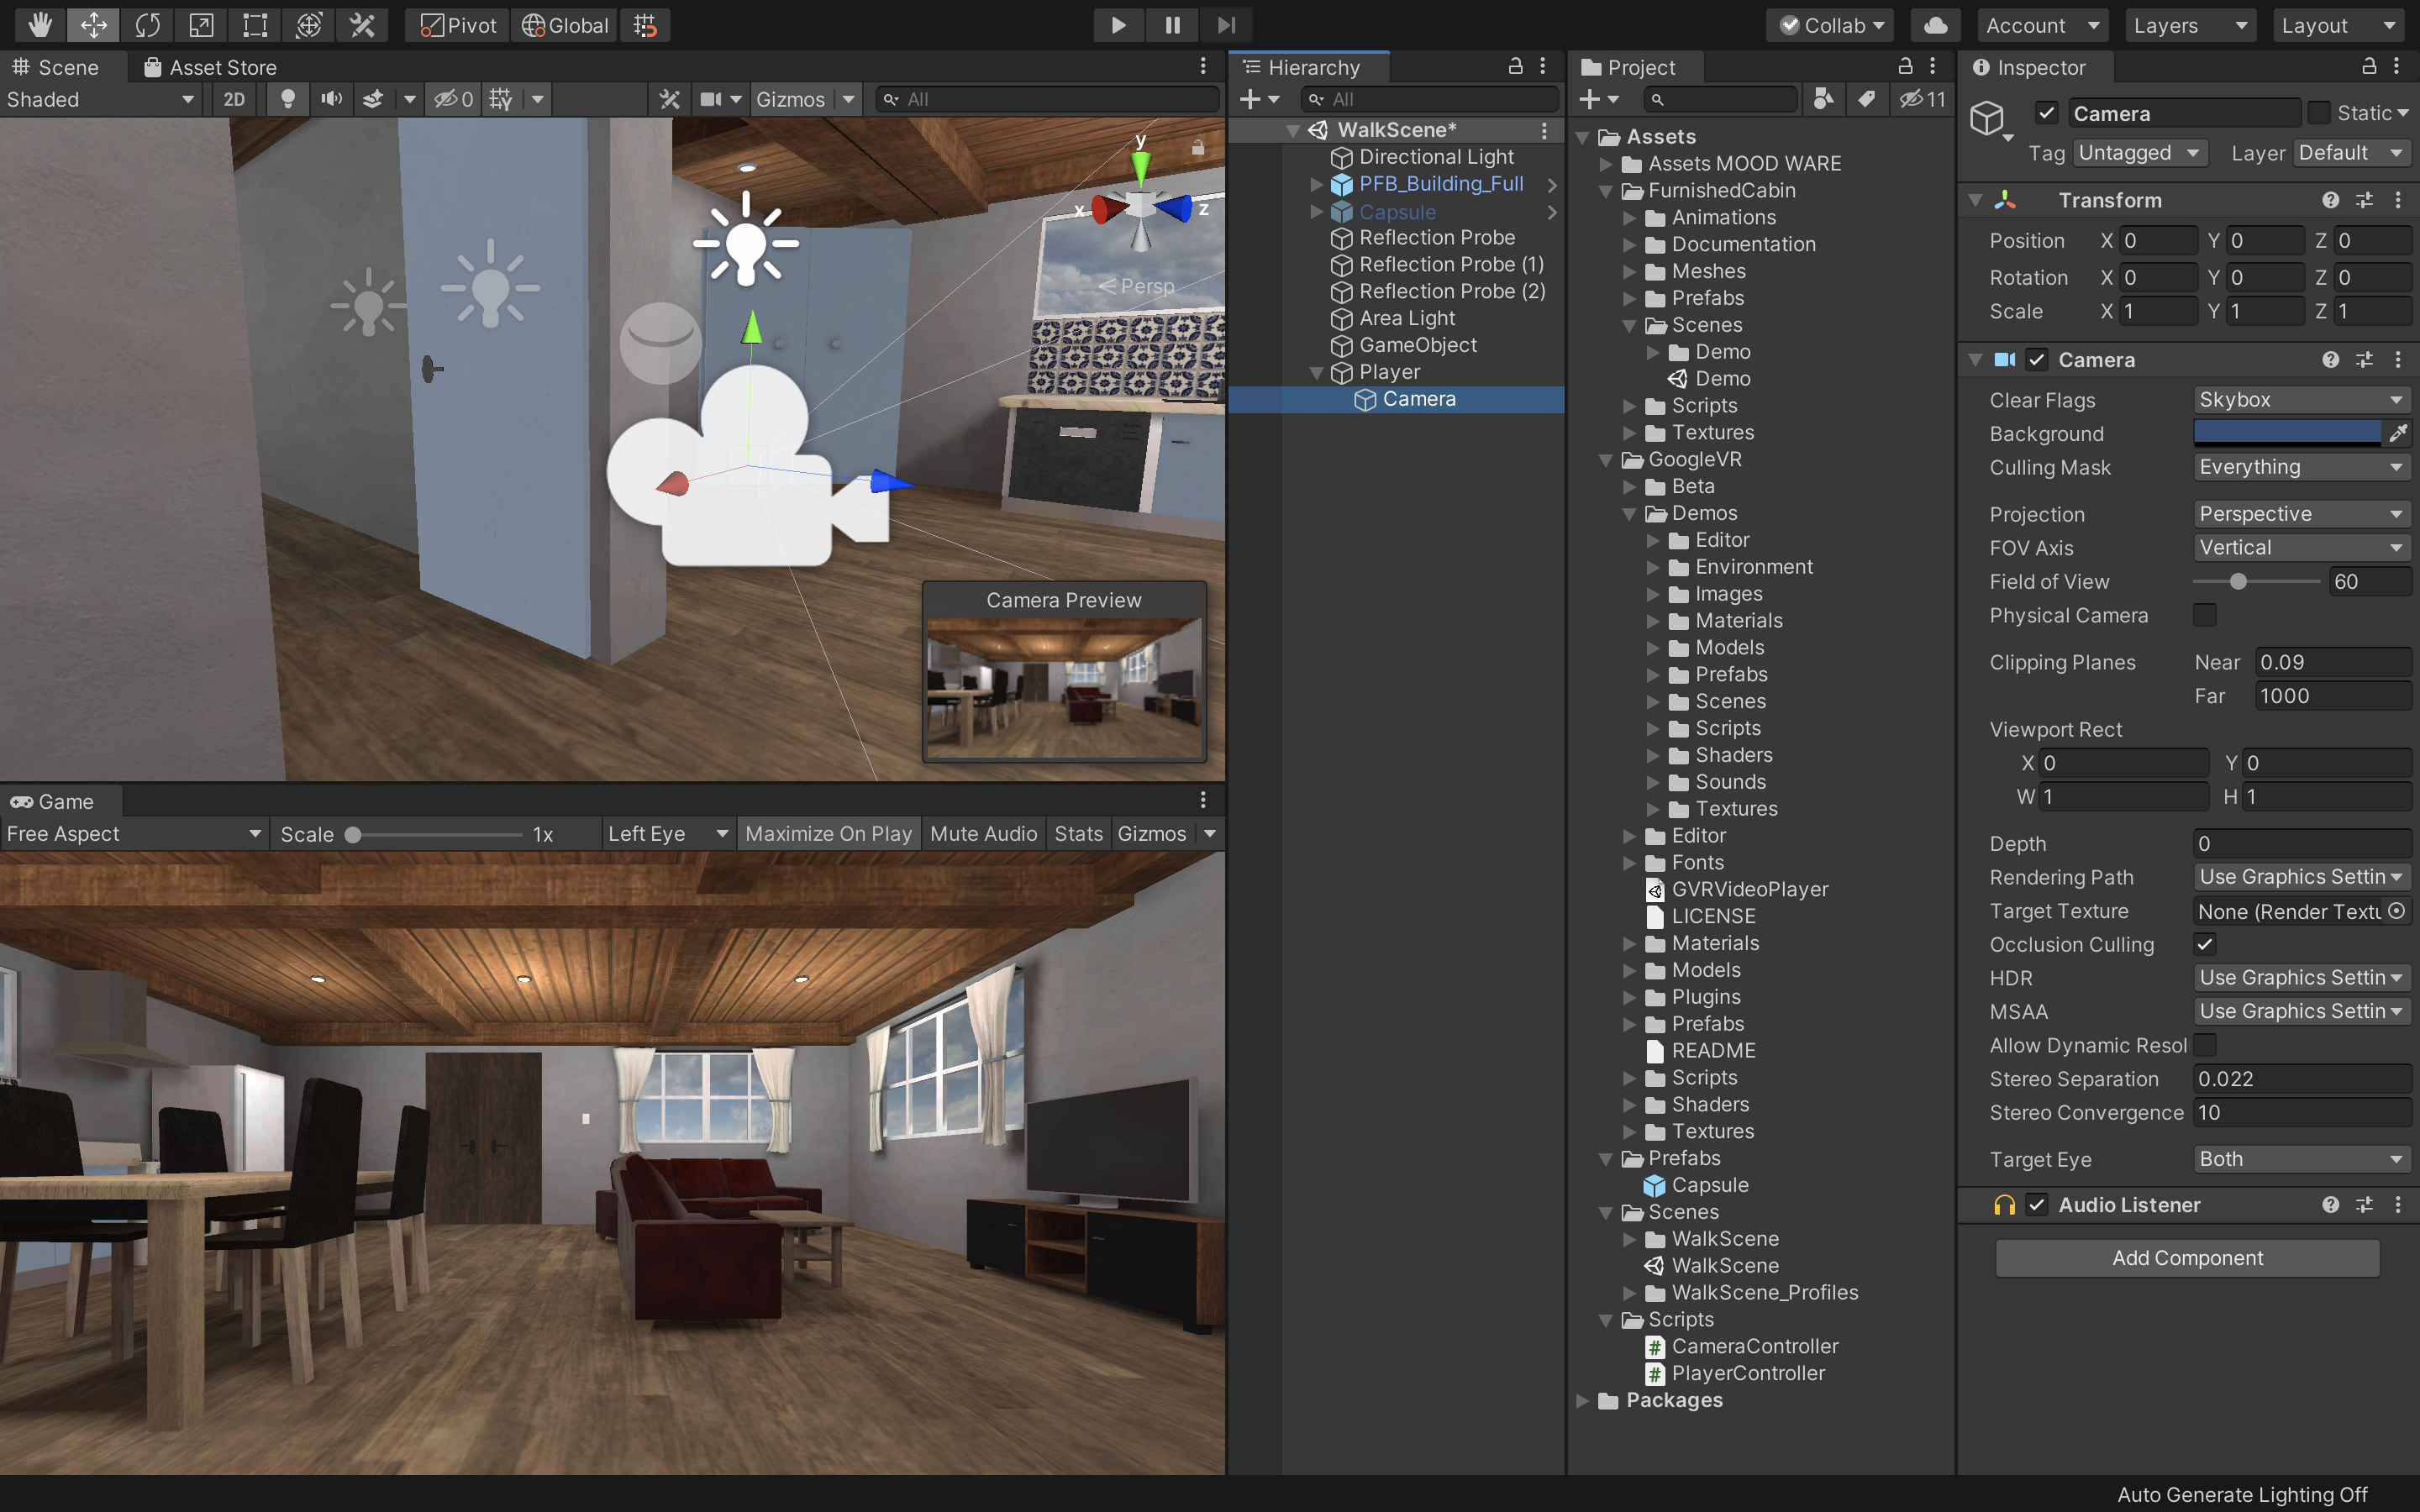 Pivot
Global
Collab
Account
Layers
Layout
Scene
Asset Store
Shaded
2D
0
Gizmos
All
y
x
z
Persp
Camera Preview
Game
Free Aspect
Scale
1x
Left Eye
Maximize On Play
Mute Audio
Stats
Gizmos
Hierarchy
All
WalkScene*
Directional Light
PFB_Building_Full
Capsule
Reflection Probe
Reflection Probe (1)
Reflection Probe (2)
Area Light
GameObject
Player
Camera
Project
11
Assets
Assets MOOD WARE
FurnishedCabin
Animations
Documentation
Meshes
Prefabs
Scenes
Demo
Demo
Scripts
Textures
GoogleVR
Beta
Demos
Editor
Environment
Images
Materials
Models
Prefabs
Scenes
Scripts
Shaders
Sounds
Textures
Editor
Fonts
GVRVideoPlayer
LICENSE
Materials
Models
Plugins
Prefabs
README
Scripts
Shaders
Textures
Prefabs
Capsule
Scenes
WalkScene
WalkScene
WalkScene_Profiles
Scripts
CameraController
PlayerController
Packages
Inspector
Camera
Static
Tag Untagged Layer Default
Transform
Position X 0 Y 0 Z 0
Rotation X 0 Y 0 Z 0
Scale X 1 Y 1 Z 1
Camera
Clear Flags Skybox
Background
Culling Mask Everything
Projection Perspective
FOV Axis Vertical
Field of View 60
Physical Camera
Clipping Planes Near 0.09
Far 1000
Viewport Rect
X 0 Y 0
W 1 H 1
Depth 0
Rendering Path Use Graphics Settin
Target Texture None (Render Textu
Occlusion Culling
HDR Use Graphics Settin
MSAA Use Graphics Settin
Allow Dynamic Resol
Stereo Separation 0.022
Stereo Convergence 10
Target Eye Both
Audio Listener
Add Component
Auto Generate Lighting Off